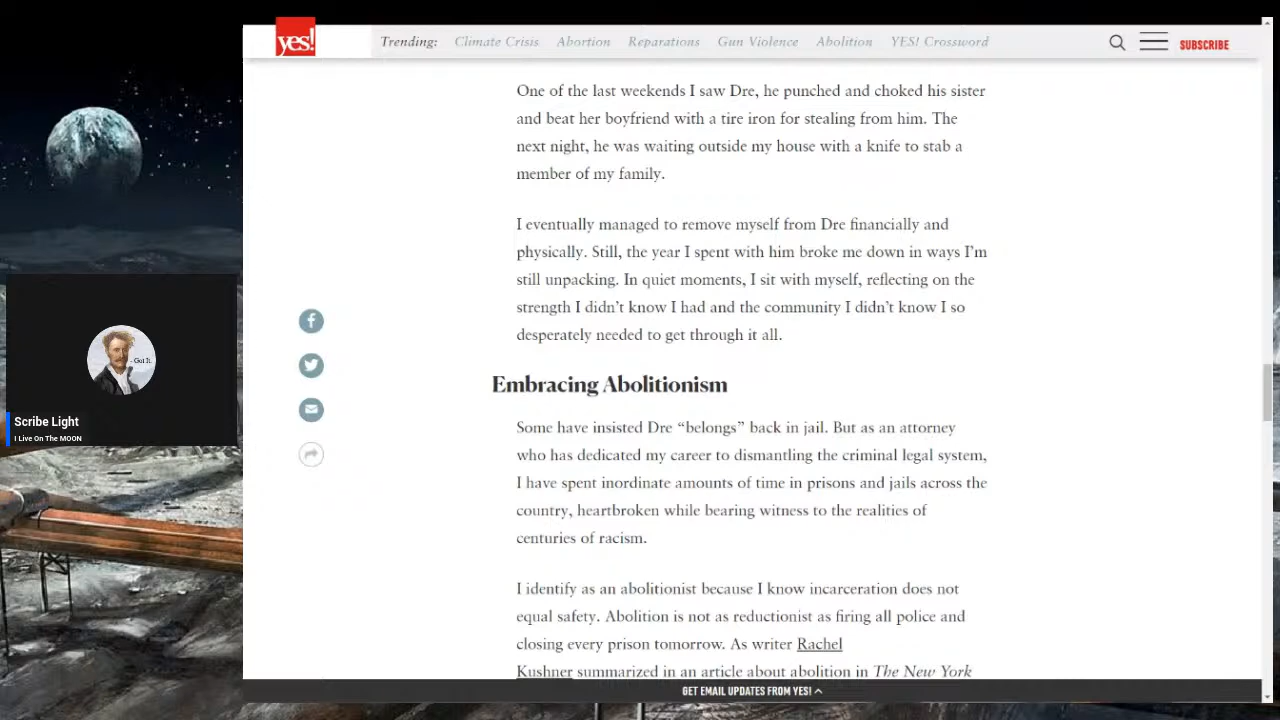 yes!
Trending: Climate Crisis Abortion Reparations Gun Violence Abolition YES! Crossword
SUBSCRIBE
One of the last weekends I saw Dre, he punched and choked his sister
and beat her boyfriend with a tire iron for stealing from him. The
next night, he was waiting outside my house with a knife to stab a
member of my family.
I eventually managed to remove myself from Dre financially and
physically. Still, the year I spent with him broke me down in ways I’m
still unpacking. In quiet moments, I sit with myself, reflecting on the
strength I didn’t know I had and the community I didn’t know I so
desperately needed to get through it all.
Embracing Abolitionism
Some have insisted Dre “belongs” back in jail. But as an attorney
who has dedicated my career to dismantling the criminal legal system,
I have spent inordinate amounts of time in prisons and jails across the
country, heartbroken while bearing witness to the realities of
centuries of racism.
I identify as an abolitionist because I know incarceration does not
equal safety. Abolition is not as reductionist as firing all police and
closing every prison tomorrow. As writer Rachel
Kushner summarized in an article about abolition in The New York
GET EMAIL UPDATES FROM YES!
Got It.
Scribe Light
I Live On The MOON